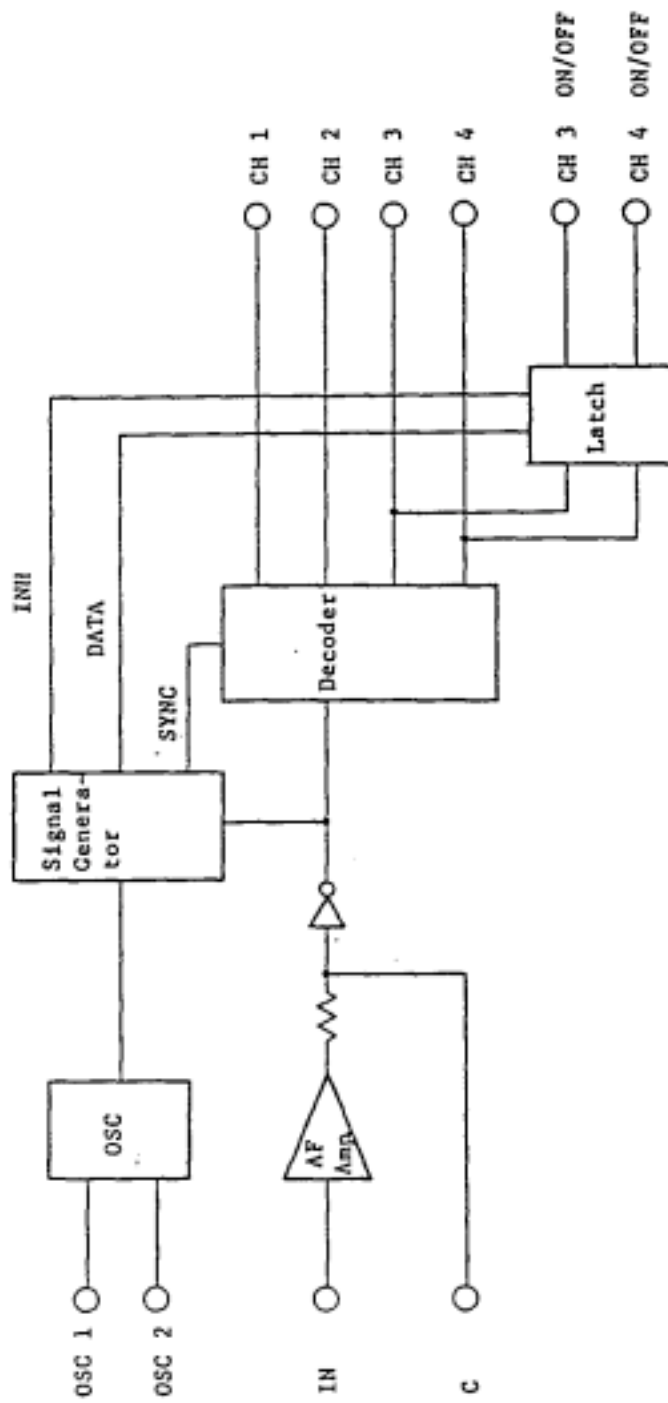 OSC 1
OSC 2
IN
C
OSC
AF
Amp
Signal
Genera-
tor
INH
DATA
SYNC
Decoder
Latch
CH 1
CH 2
CH 3
CH 4
CH 3 ON/OFF
CH 4 ON/OFF